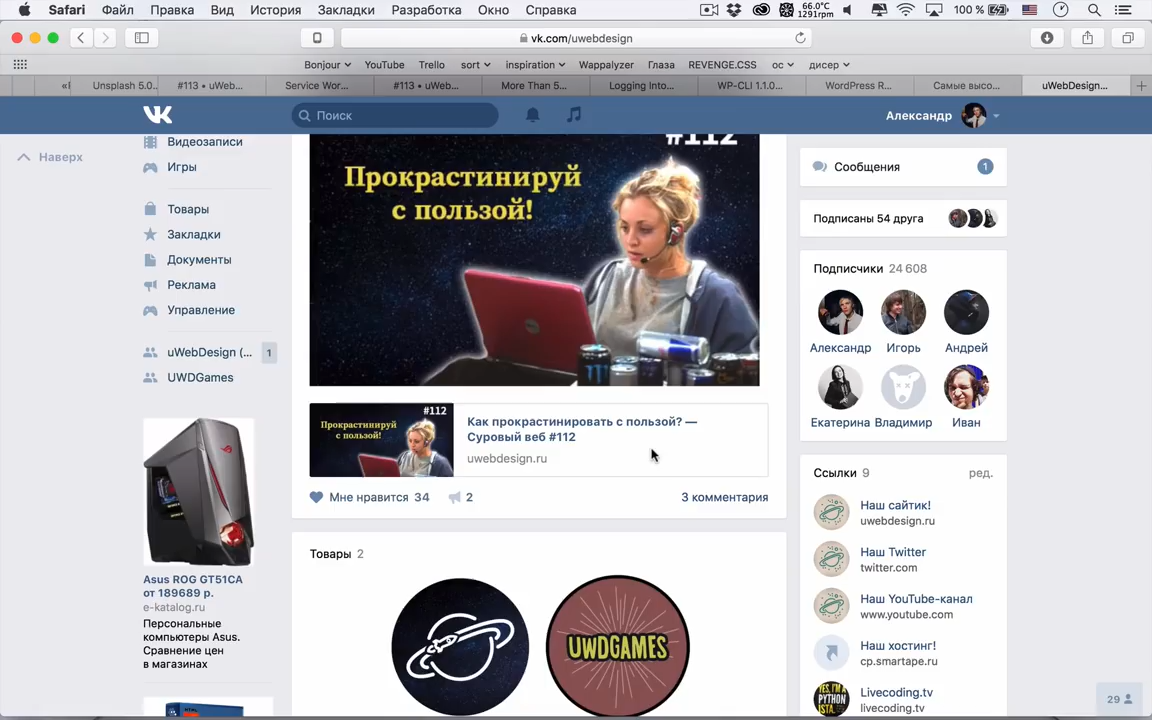 Safari Файл Правка Вид История Закладки Разработка Окно Справка
66.0°C
1291rpm
100 %
vk.com/uwebdesign
Bonjour YouTube Trello sort inspiration Wappalyzer Глаза REVENGE.CSS ос дисер
«I Unsplash 5.0... #113 • uWeb... Service Wor... #113 • uWeb... More Than 5... Logging Into... WP-CLI 1.1.0... WordPress R... Самые высо... uWebDesign...
Поиск
Александр
Наверх
Видеозаписи
Игры
Товары
Закладки
Документы
Реклама
Управление
uWebDesign (... 1
UWDGames
Asus ROG GT51CA
от 189689 р.
e-katalog.ru
Персональные
компьютеры Asus.
Сравнение цен
в магазинах
#112
Прокрастинируй
с пользой!
#112
Прокрастинируй
с пользой!
Как прокрастинировать с пользой? —
Суровый веб #112
uwebdesign.ru
Мне нравится 34 2
3 комментария
Товары 2
UWDGAMES
Сообщения 1
Подписаны 54 друга
Подписчики 24 608
Александр Игорь Андрей
Екатерина Владимир Иван
Ссылки 9 ред.
Наш сайтик!
uwebdesign.ru
Наш Twitter
twitter.com
Наш YouTube-канал
www.youtube.com
Наш хостинг!
cp.smartape.ru
YES, I'M A
PYTHON
ISTA.
Livecoding.tv
livecoding.tv
29